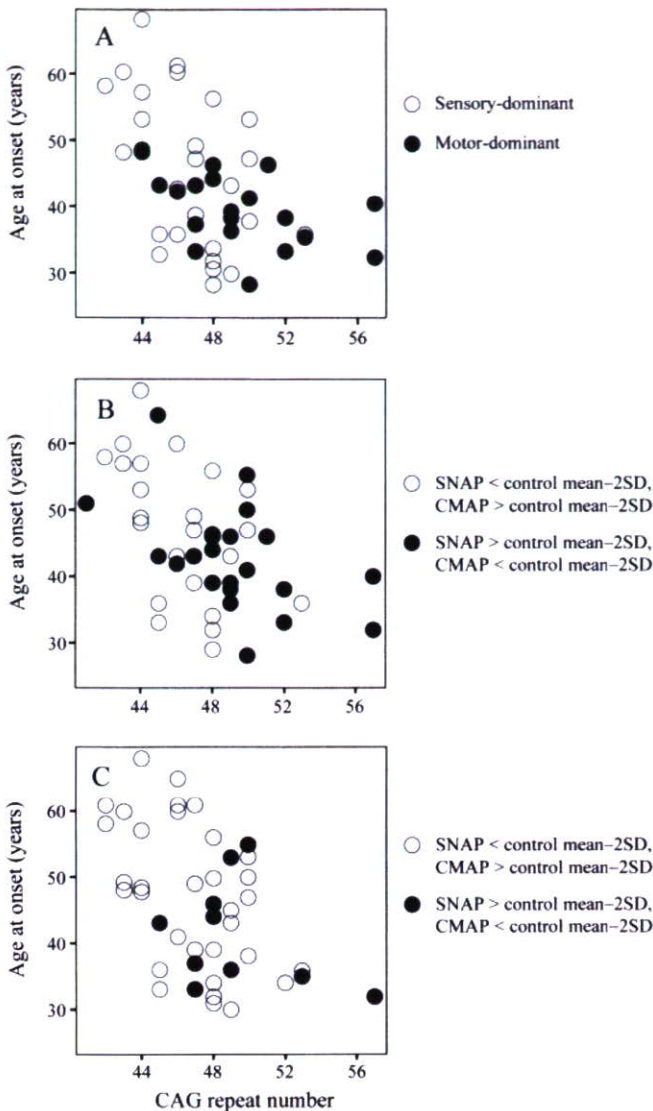 A
Age at onset (years)
60
50
40
30
44 48 52 56
Sensory-dominant
Motor-dominant
B
Age at onset (years)
60
50
40
30
44 48 52 56
SNAP < control mean–2SD,
CMAP > control mean–2SD
SNAP > control mean–2SD,
CMAP < control mean–2SD
C
Age at onset (years)
60
50
40
30
44 48 52 56
CAG repeat number
SNAP < control mean–2SD,
CMAP > control mean–2SD
SNAP > control mean–2SD,
CMAP < control mean–2SD